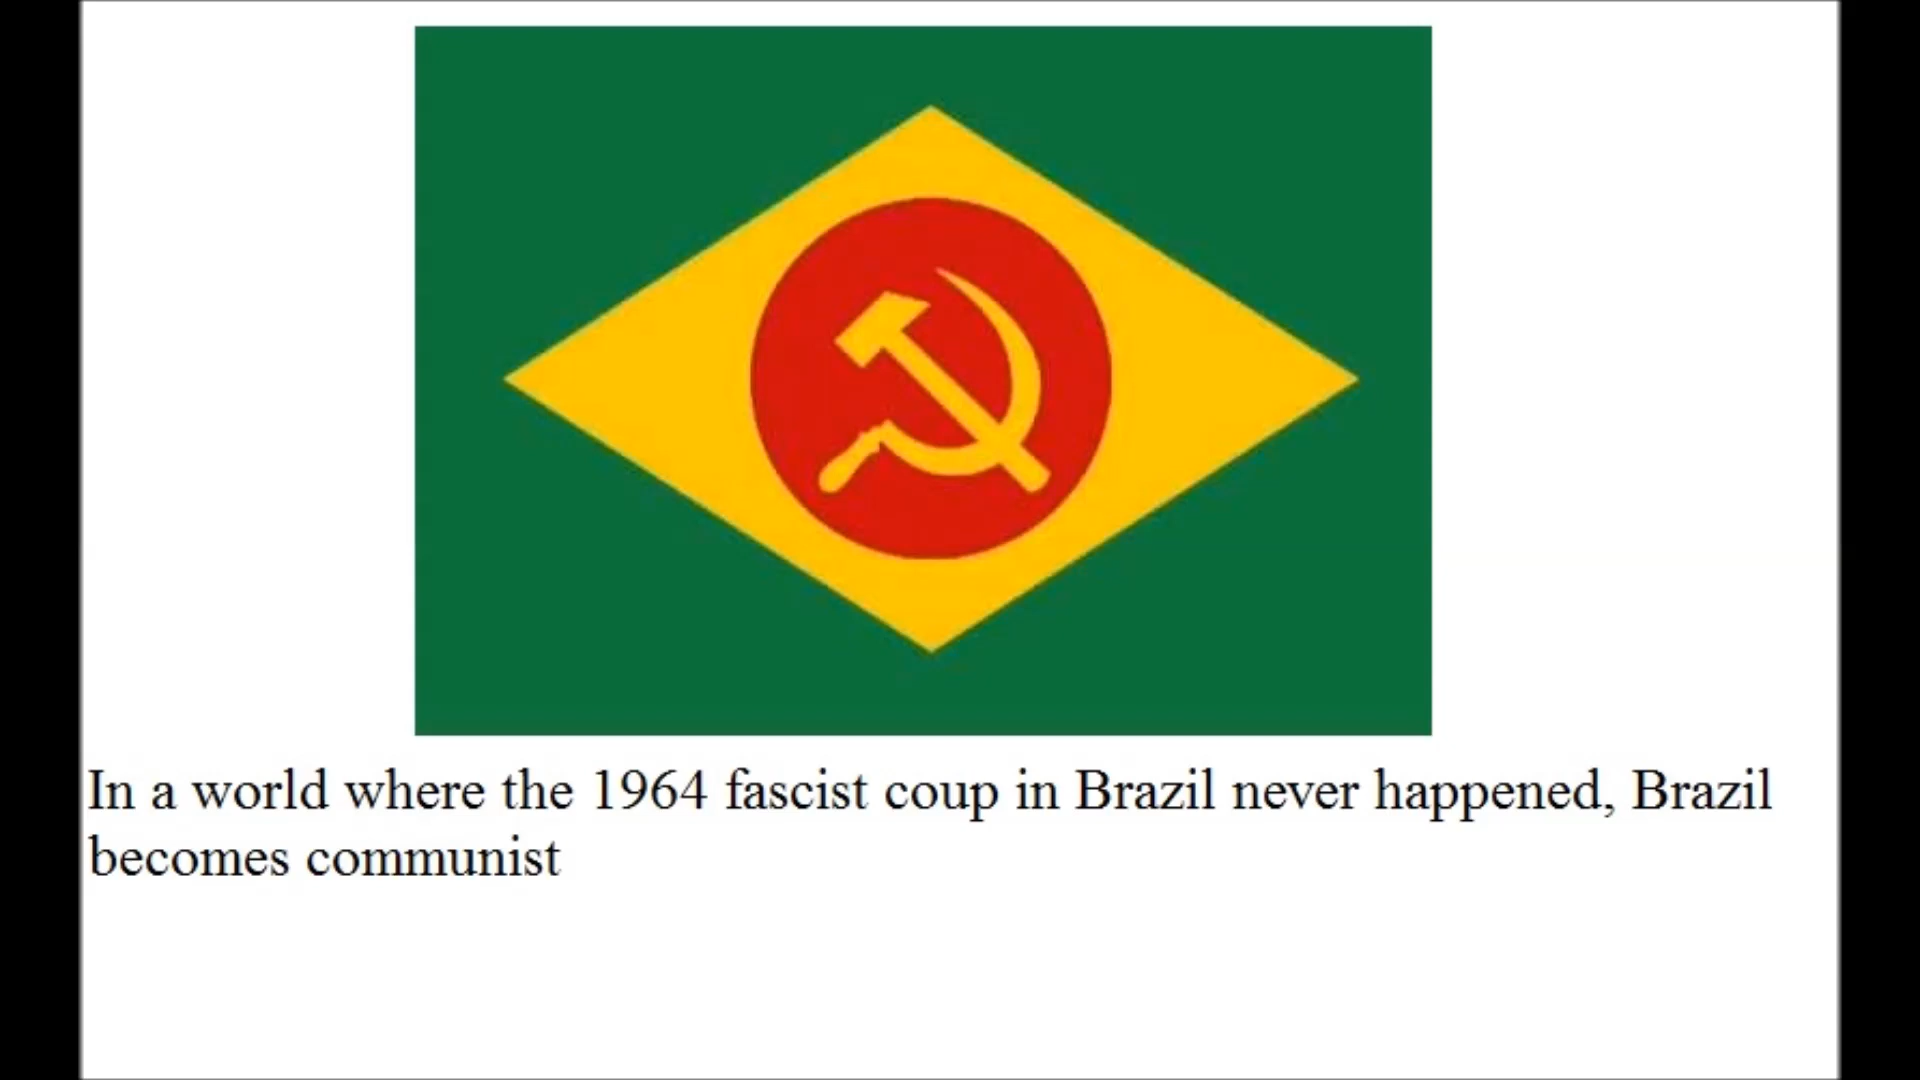 In a world where the 1964 fascist coup in Brazil never happened, Brazil
becomes communist